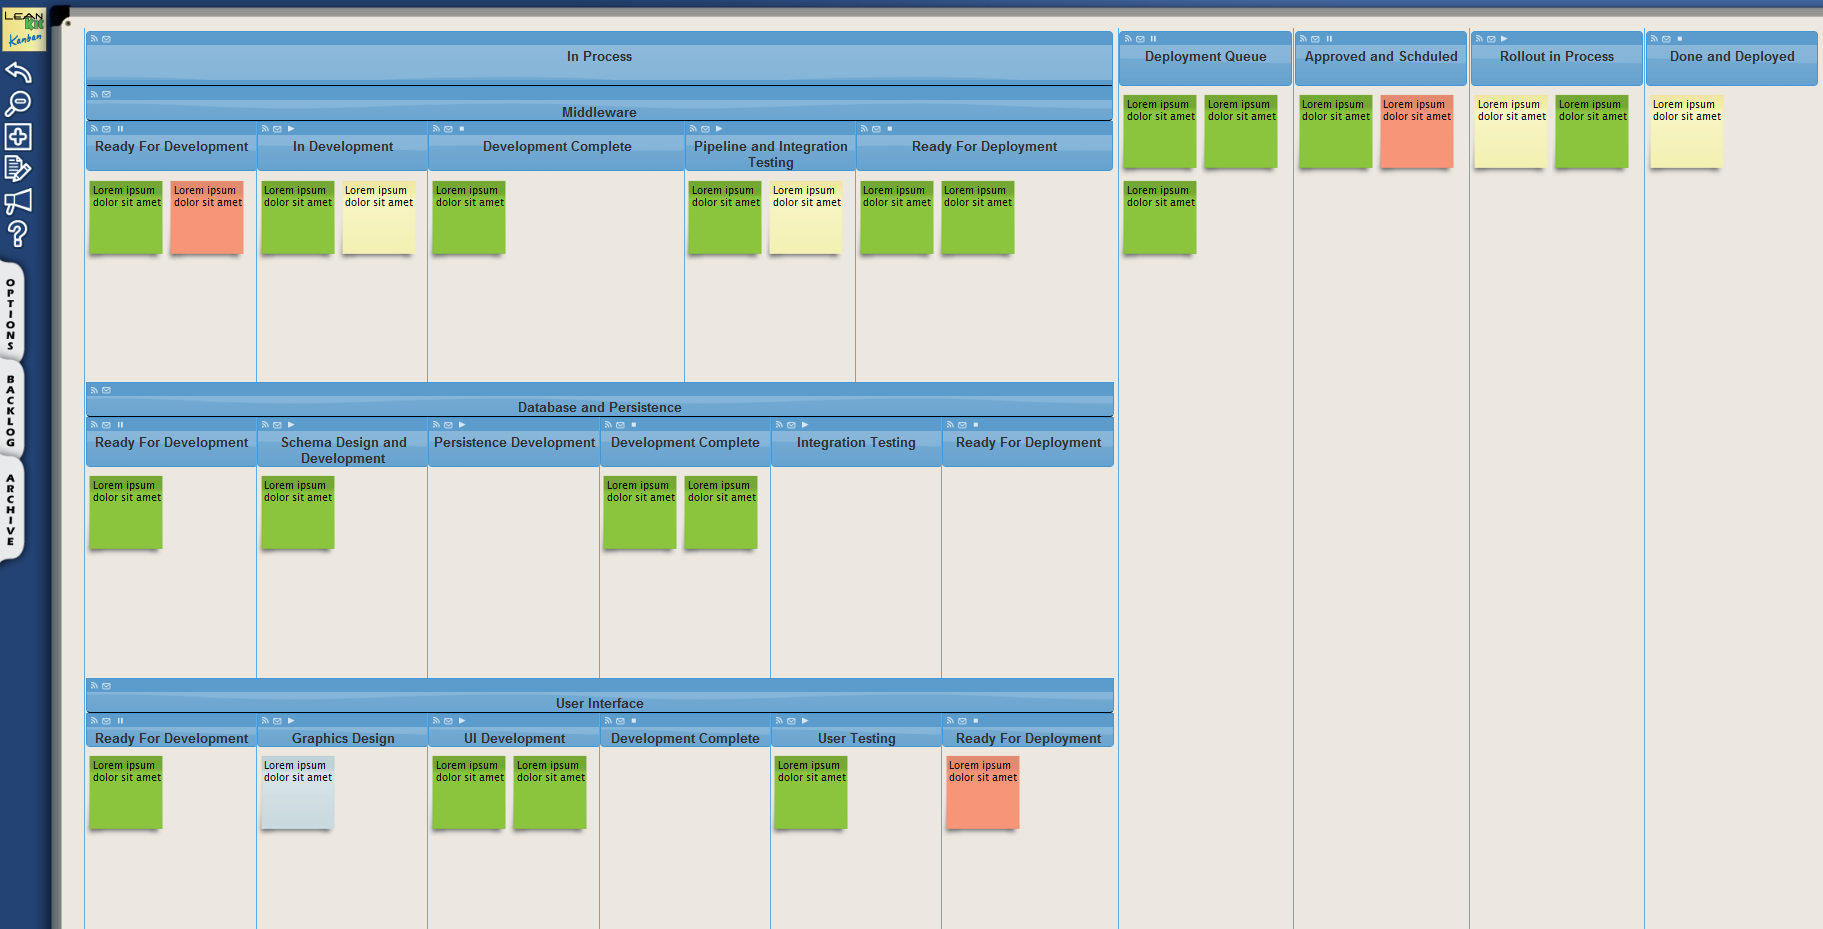 LEAN
Kit
Kanban
OPTIONS
BACKLOG
ARCHIVE
In Process
Middleware
Ready For Development
In Development
Development Complete
Pipeline and Integration
Testing
Ready For Deployment
Lorem ipsum
dolor sit amet
Lorem ipsum
dolor sit amet
Lorem ipsum
dolor sit amet
Lorem ipsum
dolor sit amet
Lorem ipsum
dolor sit amet
Lorem ipsum
dolor sit amet
Lorem ipsum
dolor sit amet
Lorem ipsum
dolor sit amet
Lorem ipsum
dolor sit amet
Database and Persistence
Ready For Development
Schema Design and
Development
Persistence Development
Development Complete
Integration Testing
Ready For Deployment
Lorem ipsum
dolor sit amet
Lorem ipsum
dolor sit amet
Lorem ipsum
dolor sit amet
Lorem ipsum
dolor sit amet
User Interface
Ready For Development
Graphics Design
UI Development
Development Complete
User Testing
Ready For Deployment
Lorem ipsum
dolor sit amet
Lorem ipsum
dolor sit amet
Lorem ipsum
dolor sit amet
Lorem ipsum
dolor sit amet
Lorem ipsum
dolor sit amet
Lorem ipsum
dolor sit amet
Deployment Queue
Lorem ipsum
dolor sit amet
Lorem ipsum
dolor sit amet
Lorem ipsum
dolor sit amet
Approved and Schduled
Lorem ipsum
dolor sit amet
Lorem ipsum
dolor sit amet
Rollout in Process
Lorem ipsum
dolor sit amet
Lorem ipsum
dolor sit amet
Done and Deployed
Lorem ipsum
dolor sit amet